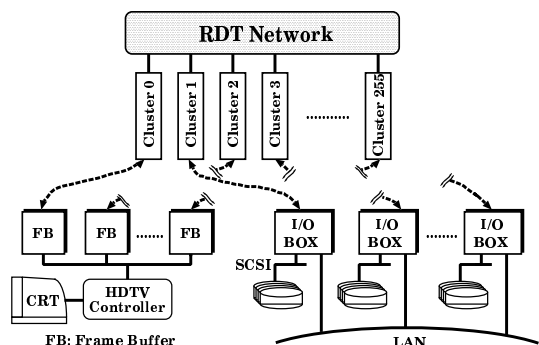 RDT Network
Cluster 0
Cluster 1
Cluster 2
Cluster 3
Cluster 255
FB
FB
FB
I/O
BOX
I/O
BOX
I/O
BOX
SCSI
CRT
HDTV
Controller
FB: Frame Buffer
LAN